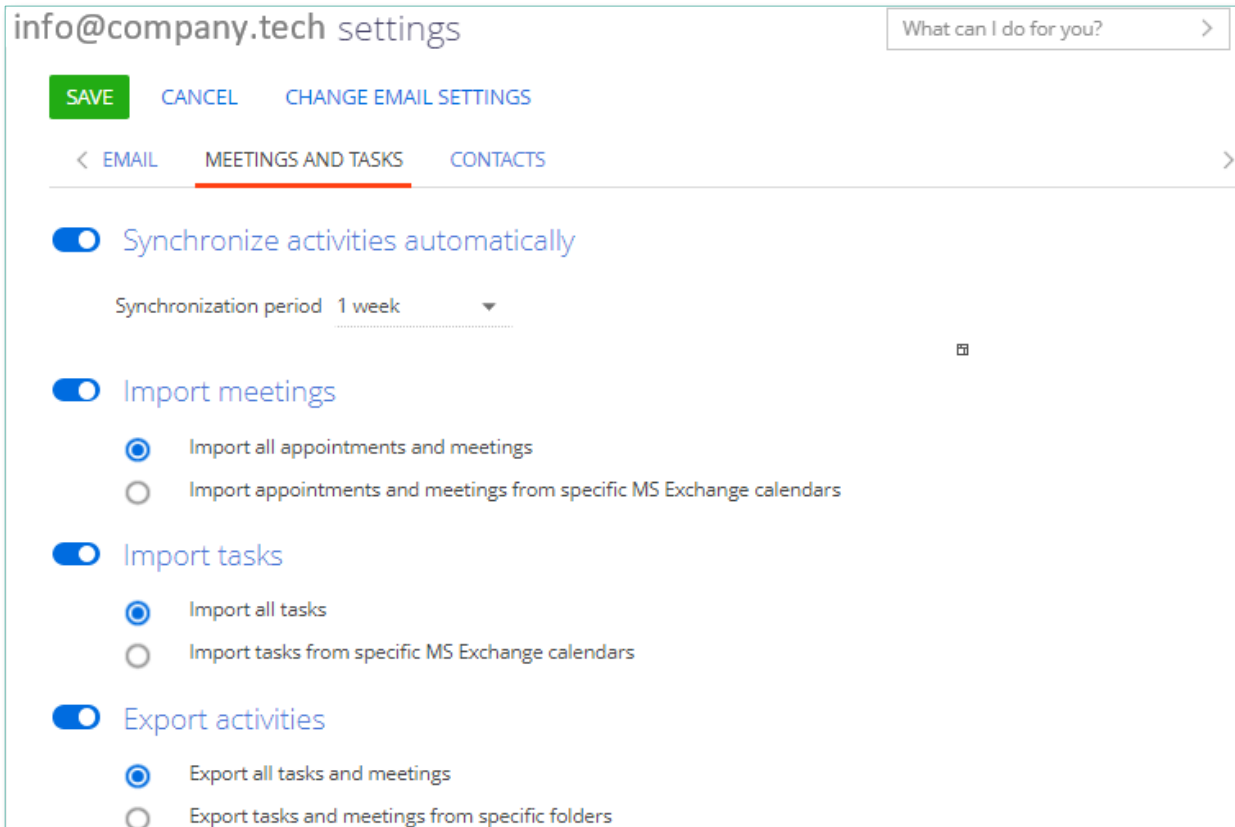 info@company.tech settings
What can I do for you?
SAVE CANCEL CHANGE EMAIL SETTINGS
EMAIL MEETINGS AND TASKS CONTACTS
Synchronize activities automatically
Synchronization period 1 week
Import meetings
Import all appointments and meetings
Import appointments and meetings from specific MS Exchange calendars
Import tasks
Import all tasks
Import tasks from specific MS Exchange calendars
Export activities
Export all tasks and meetings
Export tasks and meetings from specific folders